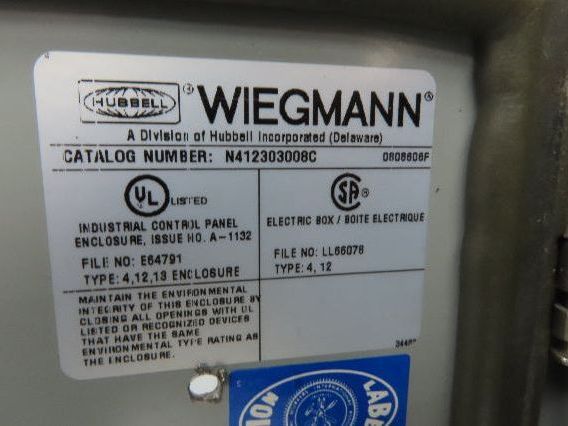 HUBBELL ® WIEGMANN®
A Division of Hubbell Incorporated (Delaware)
CATALOG NUMBER: N412303008C 0808606F
UL LISTED
INDUSTRIAL CONTROL PANEL
ENCLOSURE, ISSUE NO. A-1132
FILE NO: E64791
TYPE: 4,12,13 ENCLOSURE
SA ®
ELECTRIC BOX / BOITE ELECTRIQUE
FILE NO: LL66078
TYPE: 4, 12
MAINTAIN THE ENVIRONMENTAL
INTEGRITY OF THIS ENCLOSURE BY
CLOSING ALL OPENINGS WITH UL
LISTED OR RECOGNIZED DEVICES
THAT HAVE THE SAME
ENVIRONMENTAL TYPE RATING AS
THE ENCLOSURE.